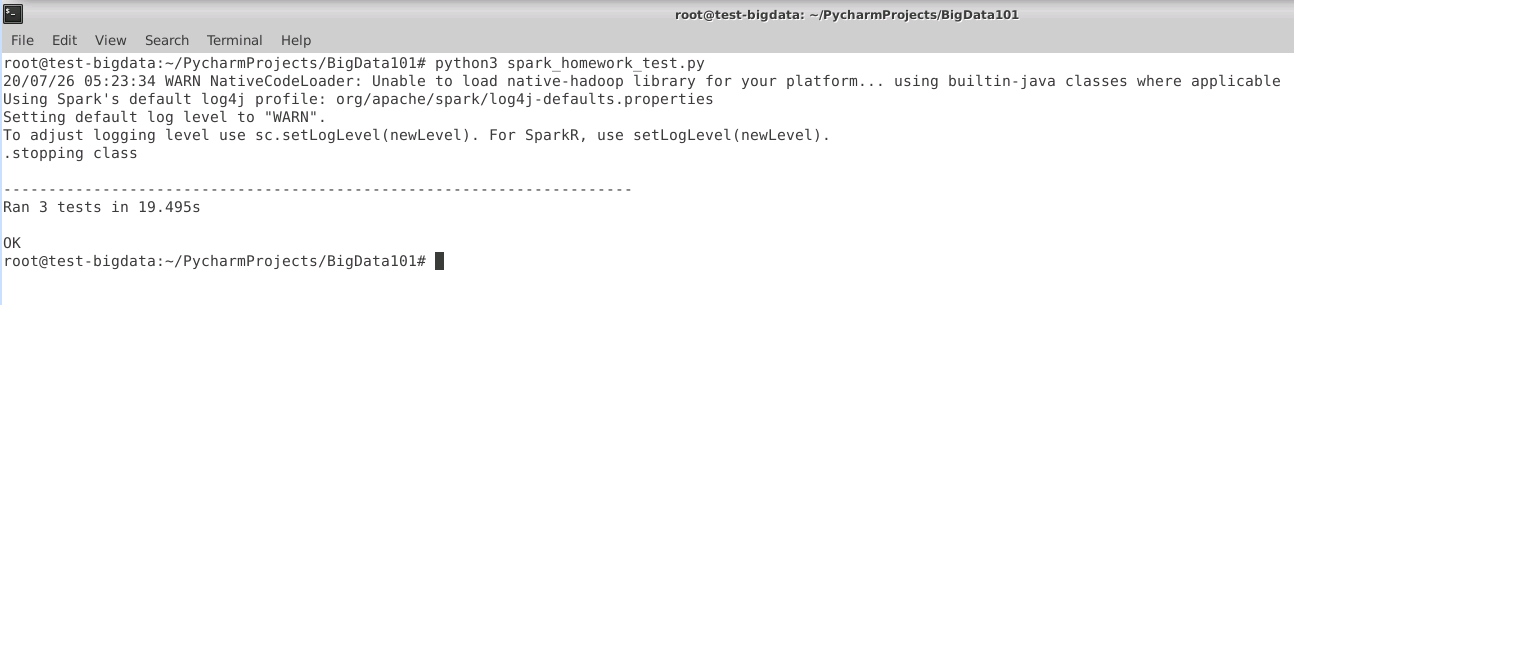 root@test-bigdata: ~/PycharmProjects/BigData101
File Edit View Search Terminal Help
root@test-bigdata:~/PycharmProjects/BigData101# python3 spark_homework_test.py
20/07/26 05:23:34 WARN NativeCodeLoader: Unable to load native-hadoop library for your platform... using builtin-java classes where applicable
Using Spark's default log4j profile: org/apache/spark/log4j-defaults.properties
Setting default log level to "WARN".
To adjust logging level use sc.setLogLevel(newLevel). For SparkR, use setLogLevel(newLevel).
.stopping class
----------------------------------------------------------------------
Ran 3 tests in 19.495s
OK
root@test-bigdata:~/PycharmProjects/BigData101#